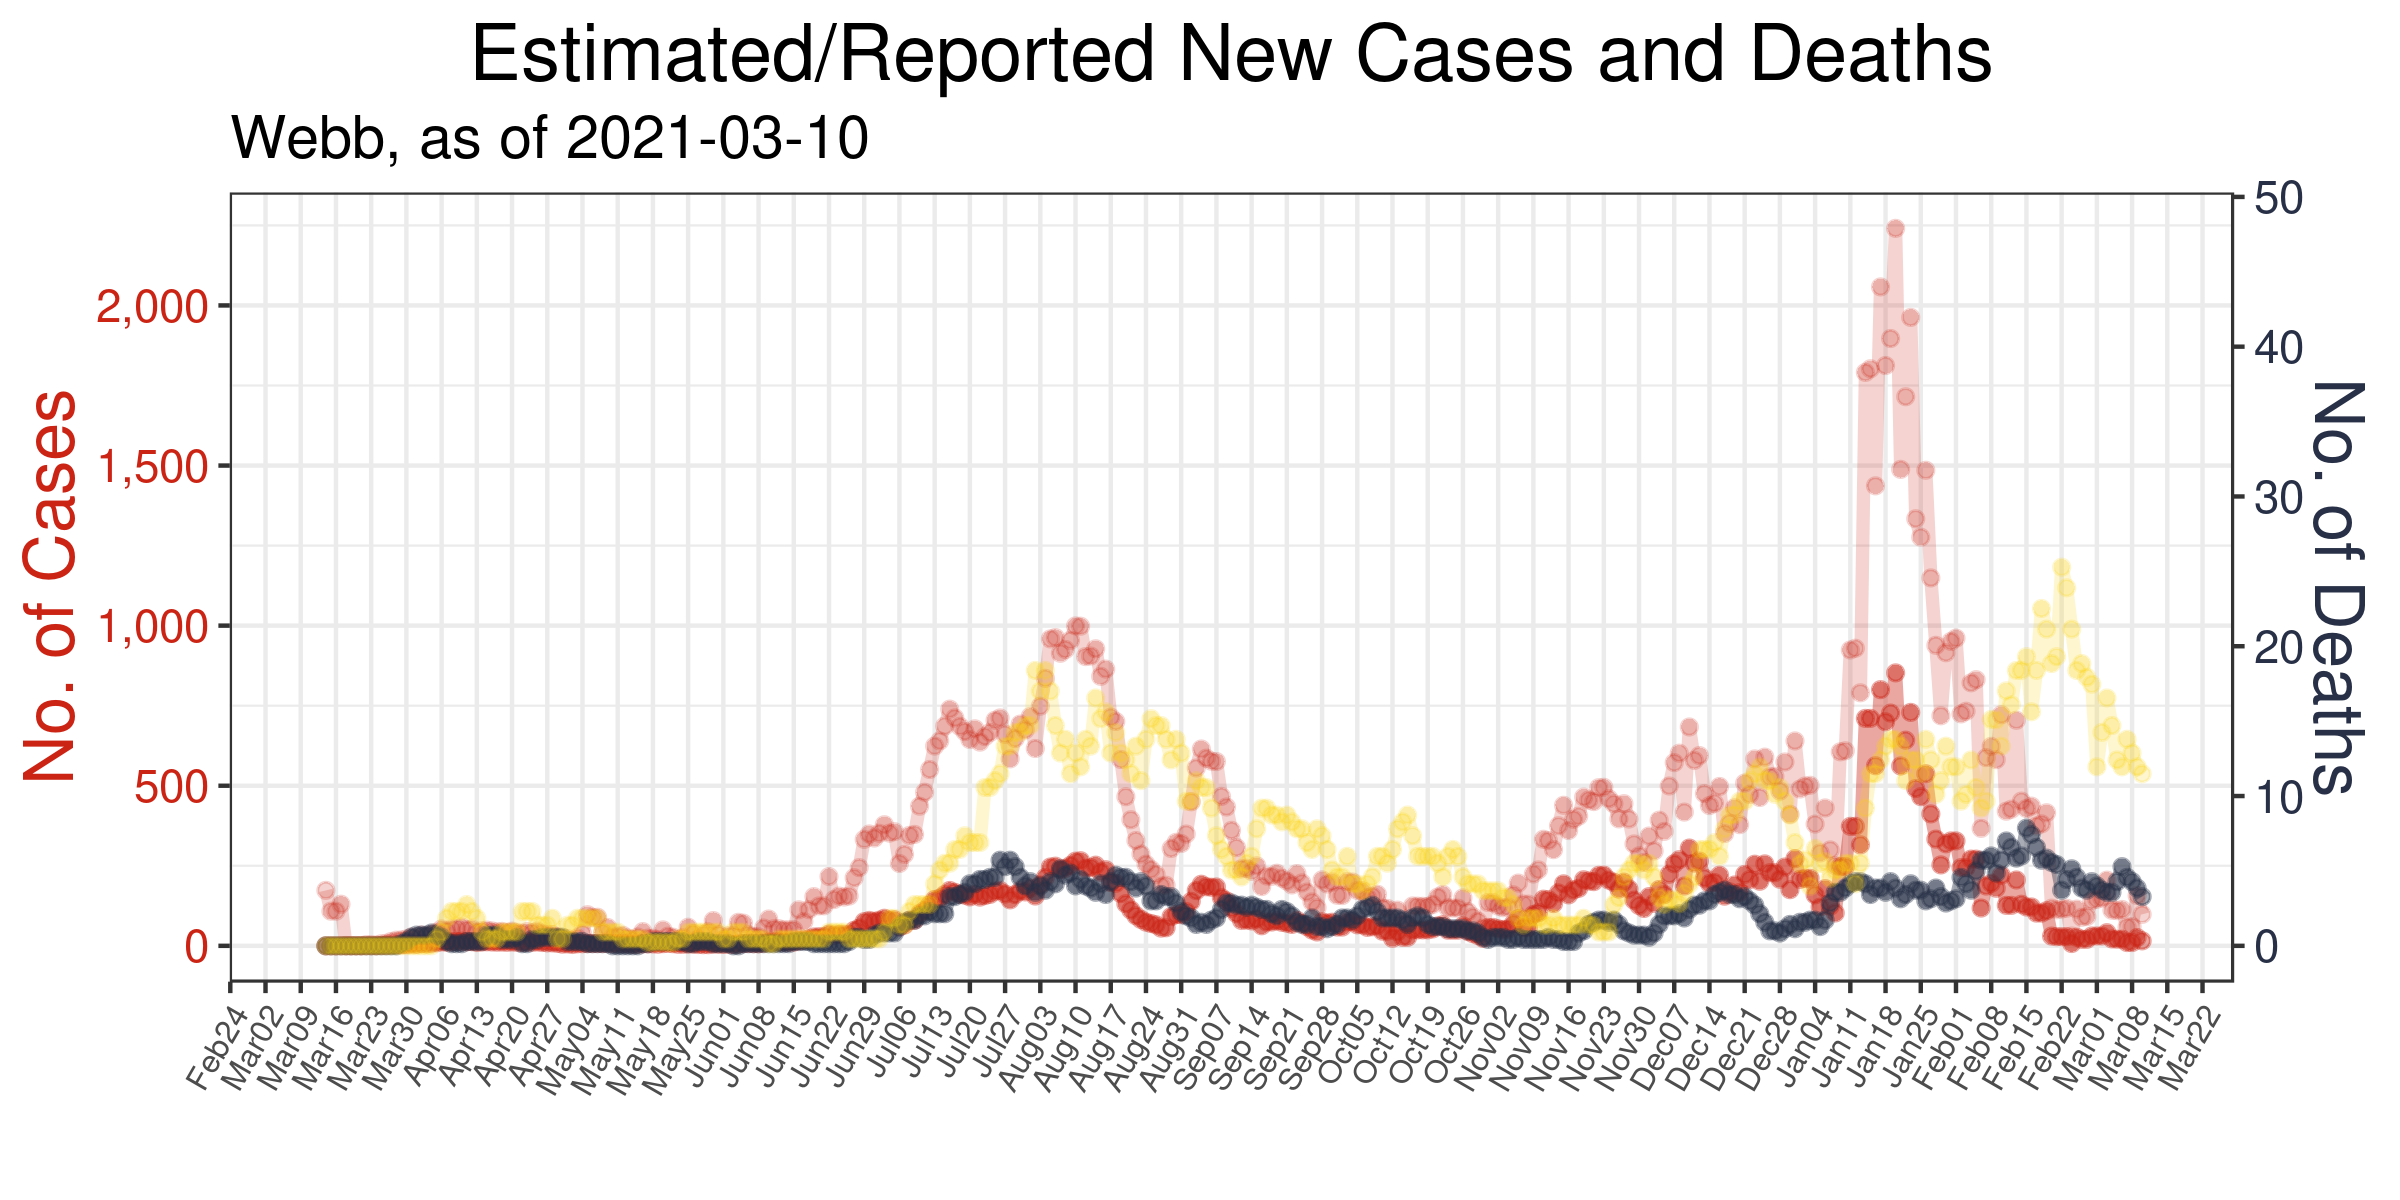 Estimated/Reported New Cases and Deaths
Webb, as of 2021-03-10
No. of Cases
2,000
1,500
1,000
500
0
50
40
30
20
10
0
No. of Deaths
Feb24 Mar02 Mar09 Mar16 Mar23 Mar30 Apr06 Apr13 Apr20 Apr27 May04 May11 May18 May25 Jun01 Jun08 Jun15 Jun22 Jun29 Jul06 Jul13 Jul20 Jul27 Aug03 Aug10 Aug17 Aug24 Aug31 Sep07 Sep14 Sep21 Sep28 Oct05 Oct12 Oct19 Oct26 Nov02 Nov09 Nov16 Nov23 Nov30 Dec07 Dec14 Dec21 Dec28 Jan04 Jan11 Jan18 Jan25 Feb01 Feb08 Feb15 Feb22 Mar01 Mar08 Mar15 Mar22